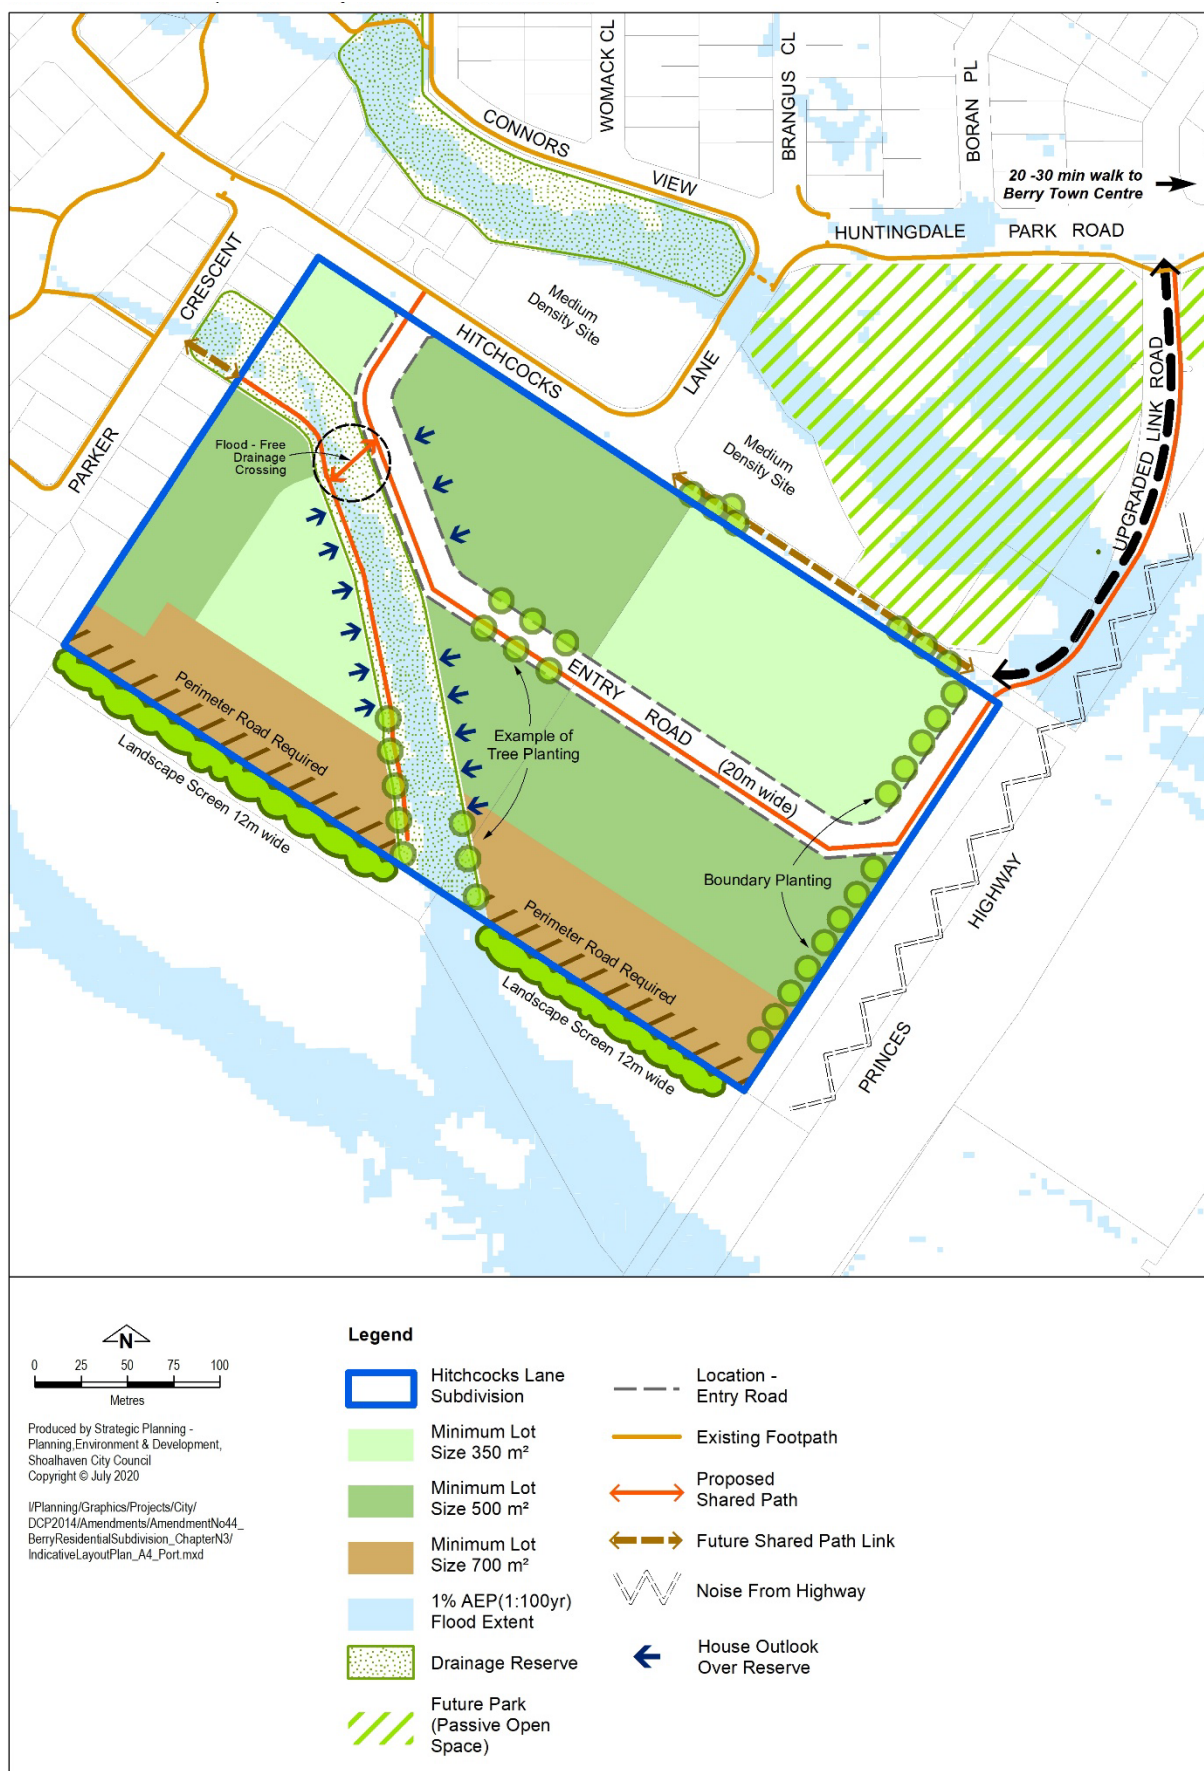 WOMACK CL
BRANGUS CL
BORAN PL
CONNORS
VIEW
20 -30 min walk to
Berry Town Centre
HUNTINGDALE PARK ROAD
CRESCENT
PARKER
HITCHCOCKS
LANE
Medium
Density Site
Medium
Density Site
UPGRADED LINK ROAD
Flood - Free
Drainage
Crossing
ENTRY
ROAD
(20m wide)
Example of
Tree Planting
Boundary Planting
Perimeter Road Required
Landscape Screen 12m wide
Perimeter Road Required
Landscape Screen 12m wide
PRINCES
HIGHWAY
N
0 25 50 75 100
Metres
Produced by Strategic Planning -
Planning,Environment & Development,
Shoalhaven City Council
Copyright © July 2020
I/Planning/Graphics/Projects/City/
DCP2014/Amendments/AmendmentNo44_
BerryResidentialSubdivision_ChapterN3/
IndicativeLayoutPlan_A4_Port.mxd
Legend
Hitchcocks Lane
Subdivision
Minimum Lot
Size 350 m²
Minimum Lot
Size 500 m²
Minimum Lot
Size 700 m²
1% AEP(1:100yr)
Flood Extent
Drainage Reserve
Future Park
(Passive Open
Space)
Location -
Entry Road
Existing Footpath
Proposed
Shared Path
Future Shared Path Link
Noise From Highway
House Outlook
Over Reserve